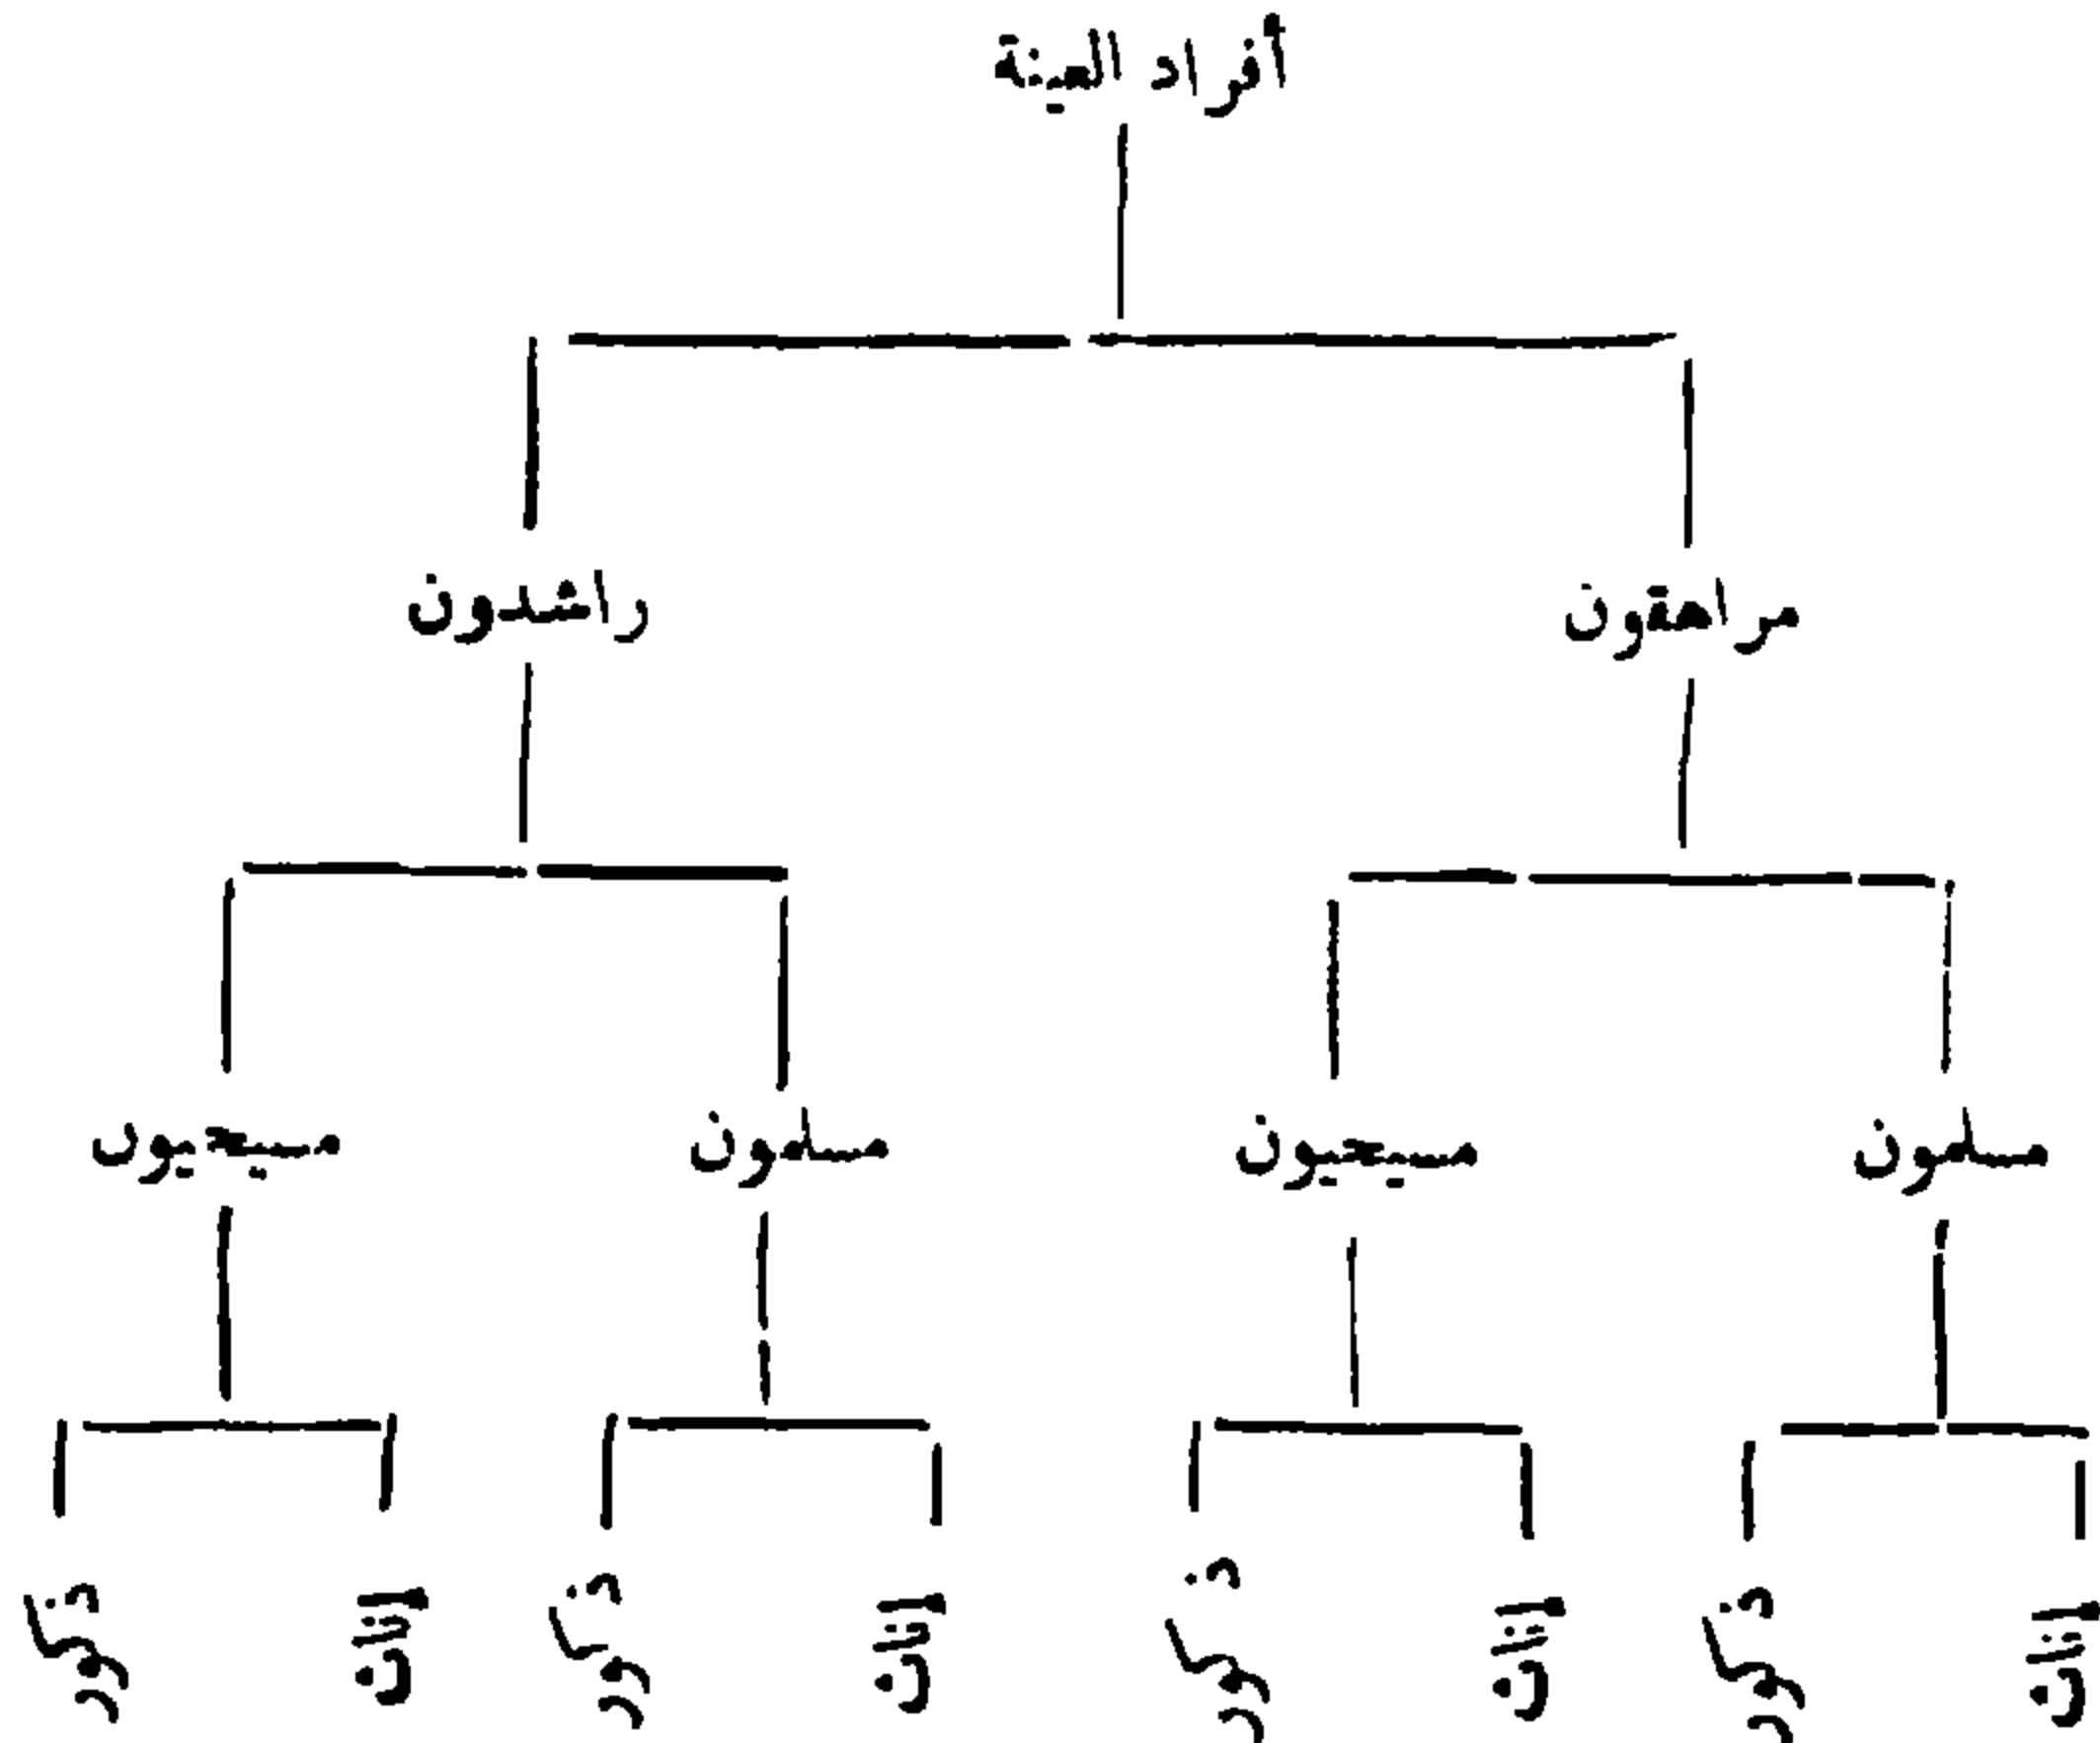 أفراد العينة
مراهقون راشدون
مسلمون مسيحيون مسلمون مسيحيون
إناث ذكور إناث ذكور إناث ذكور إناث ذكور